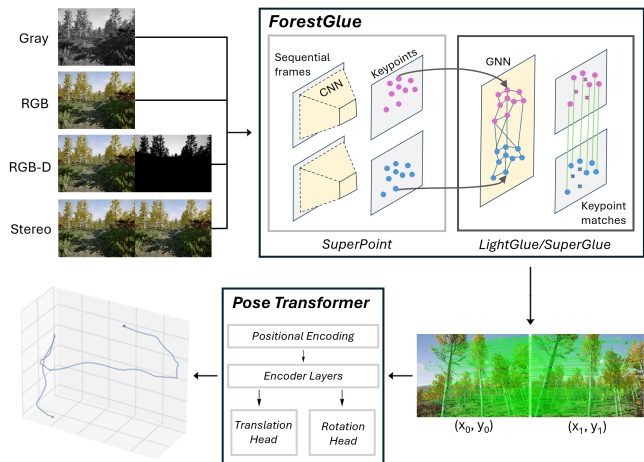 Gray
RGB
RGB-D
Stereo
ForestGlue
Sequential
frames
CNN
Keypoints
GNN
Keypoint
matches
SuperPoint
LightGlue/SuperGlue
Pose Transformer
Positional Encoding
Encoder Layers
Translation
Head
Rotation
Head
(x₀, y₀)
(x₁, y₁)